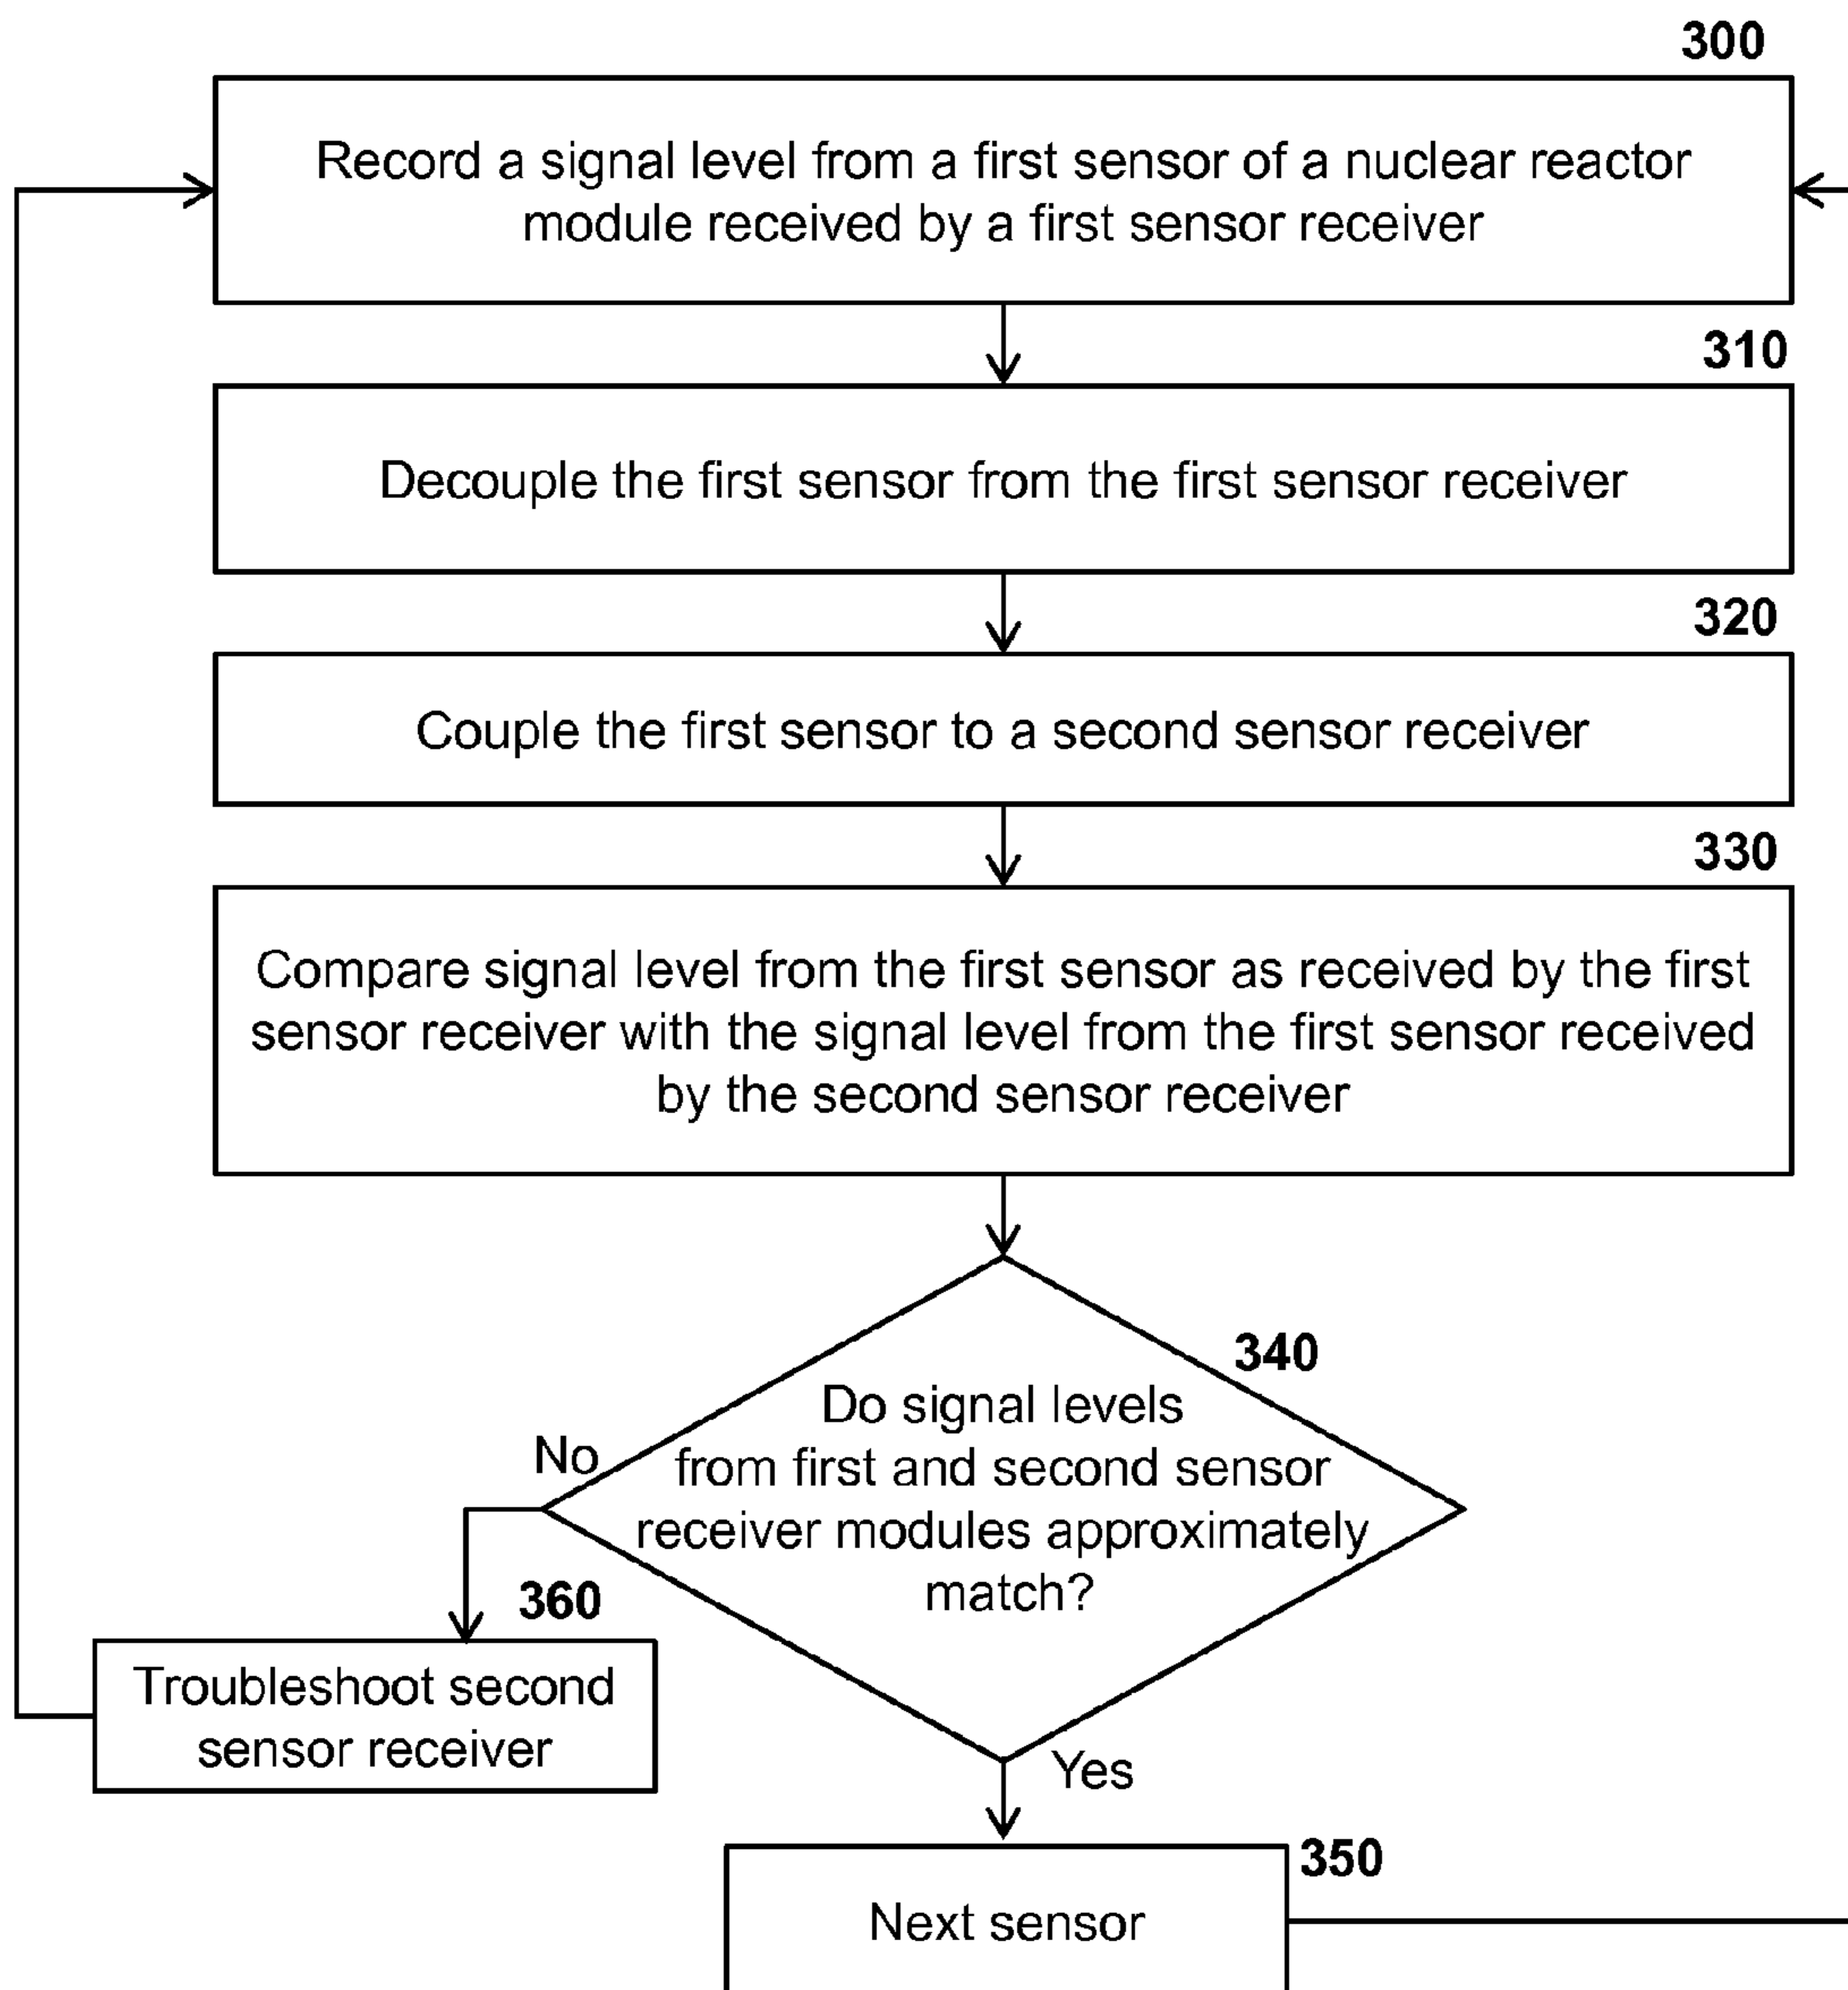 300
Record a signal level from a first sensor of a nuclear reactor
module received by a first sensor receiver
310
Decouple the first sensor from the first sensor receiver
320
Couple the first sensor to a second sensor receiver
330
Compare signal level from the first sensor as received by the first
sensor receiver with the signal level from the first sensor received
by the second sensor receiver
340
Do signal levels
from first and second sensor
receiver modules approximately
match?
No
360
Troubleshoot second
sensor receiver
Yes
350
Next sensor